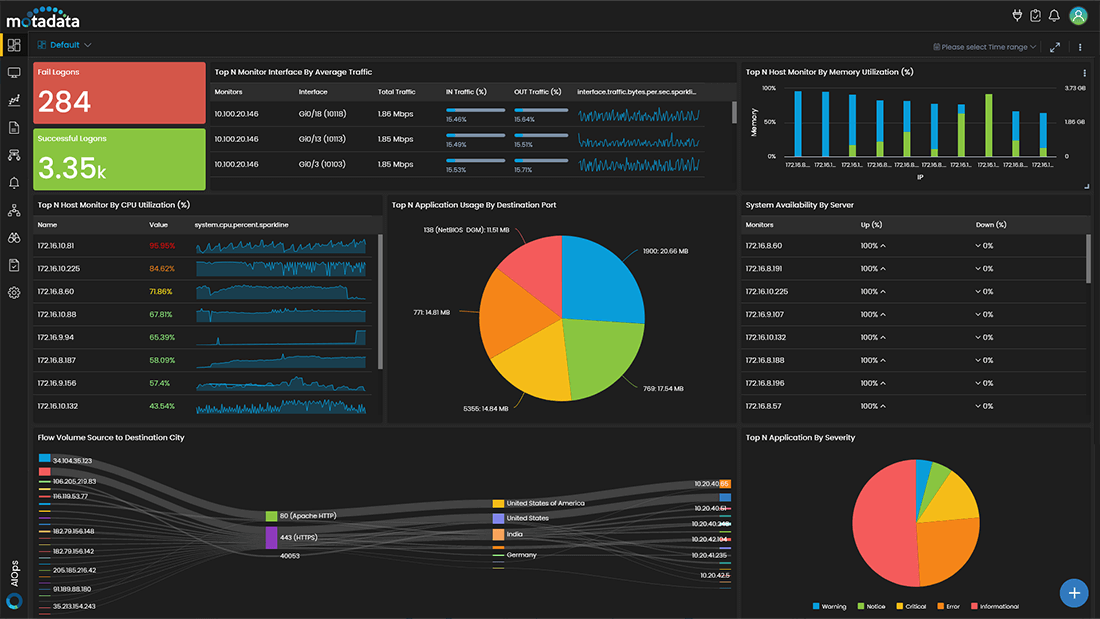 motadata
Default
Please select Time range
Fail Logons
284
Successful Logons
3.35k
Top N Monitor Interface By Average Traffic
Monitors Interface Total Traffic IN Traffic (%) OUT Traffic (%) interface.traffic.bytes.per.sec.sparkli...
10.100.20.146 Gi0/18 (10118) 1.86 Mbps 15.46% 15.64%
10.100.20.146 Gi0/13 (10113) 1.85 Mbps 15.49% 15.51%
10.100.20.146 Gi0/3 (10103) 1.85 Mbps 15.53% 15.71%
Top N Host Monitor By Memory Utilization (%)
100% 3.73 GB
Memory
50% 1.86 GB
0% 0
172.16.8... 172.16.1... 172.16.8... 172.16.8... 172.16.8... 172.16.8... 172.16.1... 172.16.1... 172.16.8... 172.16.1...
IP
Top N Host Monitor By CPU Utilization (%)
Name Value system.cpu.percent.sparkline
172.16.10.81 95.95%
172.16.10.225 84.62%
172.16.8.60 71.86%
172.16.10.88 67.81%
172.16.9.94 65.39%
172.16.8.187 58.09%
172.16.9.156 57.4%
172.16.10.132 43.54%
Top N Application Usage By Destination Port
138 (NetBIOS DGM): 11.51 MB
1900: 20.66 MB
771: 14.81 MB
769: 17.54 MB
5355: 14.84 MB
System Availability By Server
Monitors Up (%) Down (%)
172.16.8.60 100% 0%
172.16.8.191 100% 0%
172.16.10.225 100% 0%
172.16.9.107 100% 0%
172.16.10.132 100% 0%
172.16.8.188 100% 0%
172.16.8.196 100% 0%
172.16.8.57 100% 0%
Flow Volume Source to Destination City
34.104.35.123
106.205.219.83
116.119.53.77
182.79.156.148
182.79.156.142
205.185.216.42
91.189.88.180
35.213.154.243
80 (Apache HTTP)
443 (HTTPS)
40053
United States of America
United States
India
Germany
10.20.40.86
10.20.40.51
10.20.40.248
10.20.42.104
10.20.41.235
10.20.42.5
Top N Application By Severity
Warning Notice Critical Error Informational
AIOps